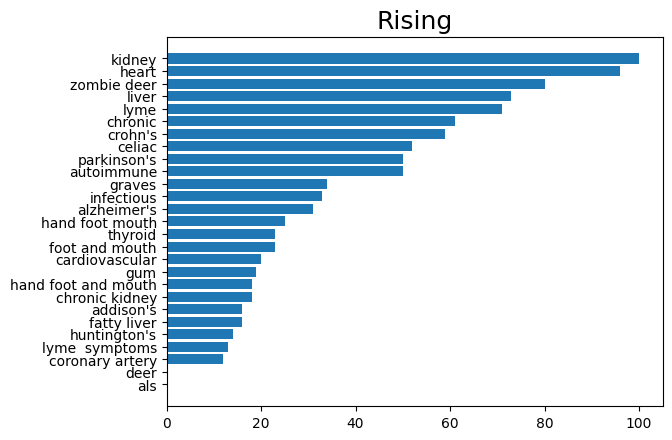 Rising
kidney
heart
zombie deer
liver
lyme
chronic
crohn's
celiac
parkinson's
autoimmune
graves
infectious
alzheimer's
hand foot mouth
thyroid
foot and mouth
cardiovascular
gum
hand foot and mouth
chronic kidney
addison's
fatty liver
huntington's
lyme  symptoms
coronary artery
deer
als
0 20 40 60 80 100